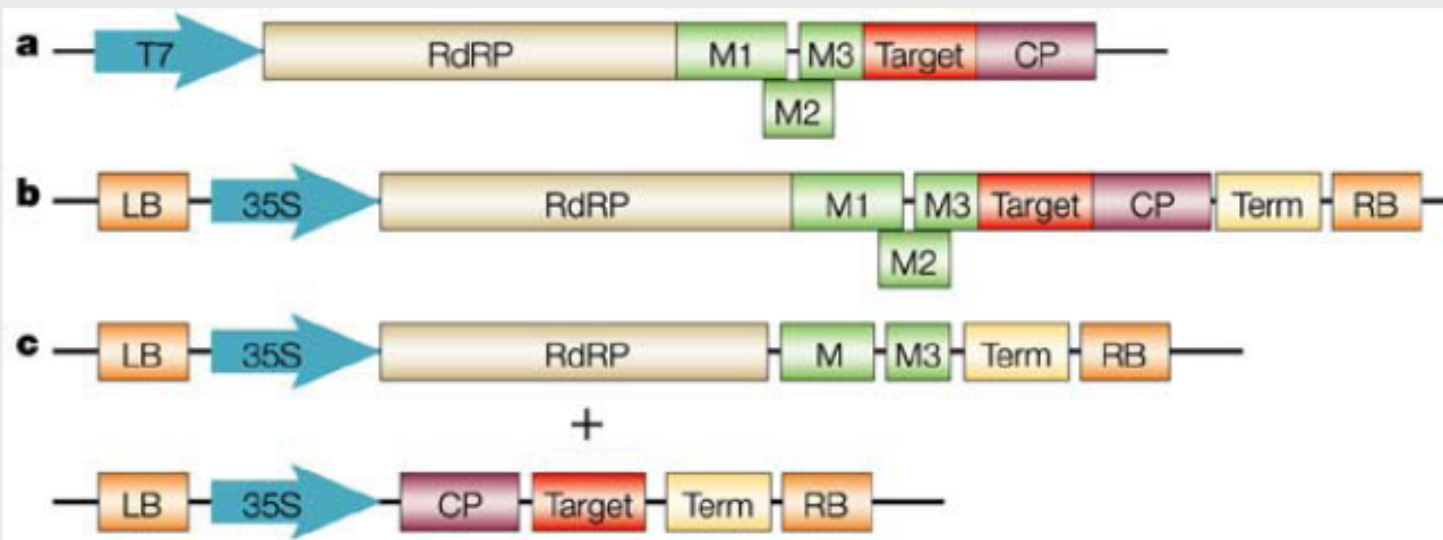 a T7 RdRP M1 M3 Target CP
M2
b LB 35S RdRP M1 M3 Target CP Term RB
M2
c LB 35S RdRP M M3 Term RB
+
LB 35S CP Target Term RB